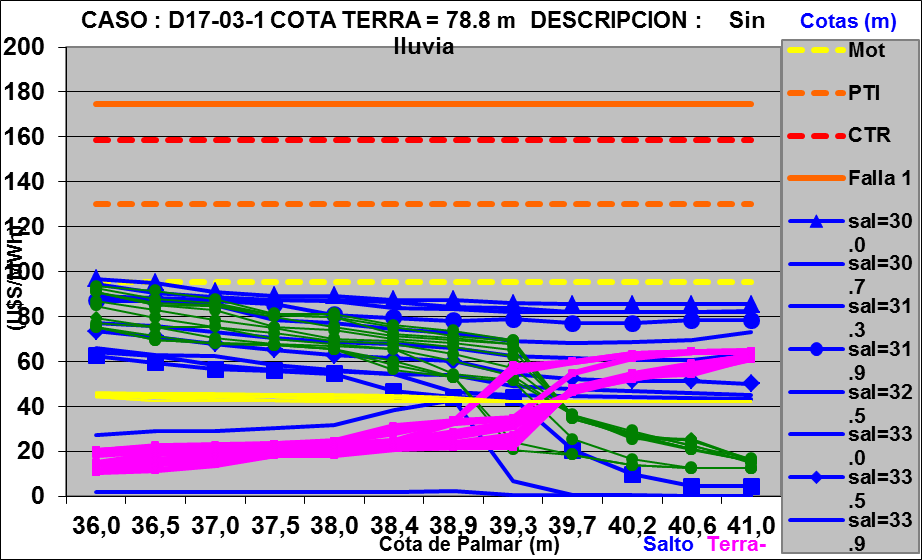 CASO : D17-03-1 COTA TERRA = 78.8 m DESCRIPCION : Sin
lluvia
Cotas (m)
200
180
160
140
120
100
80
60
40
20
0
(U$S/MWh)
36,0 36,5 37,0 37,5 38,0 38,4 38,9 39,3 39,7 40,2 40,6 41,0
Cota de Palmar (m)
Salto Terra-
Mot
PTI
CTR
Falla 1
sal=30
.0
sal=30
.7
sal=31
.3
sal=31
.9
sal=32
.5
sal=33
.0
sal=33
.5
sal=33
.9